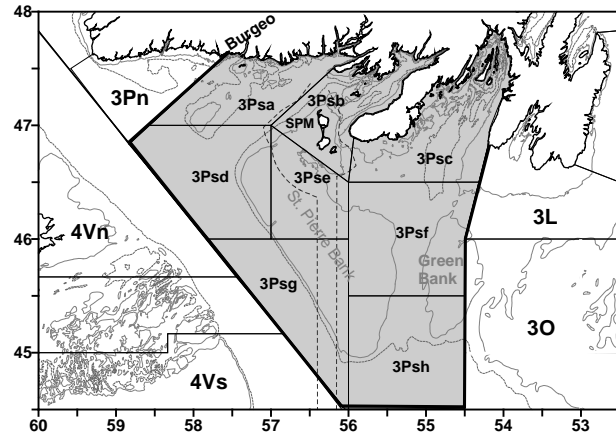 48
Burgeo
3Pn
3Psa
3Psb
SPM
47
3Psc
3Psd
3Pse
St. Pierre Bank
3L
4Vn
3Psf
46
Green
Bank
3Psg
3O
45
3Psh
4Vs
60 59 58 57 56 55 54 53